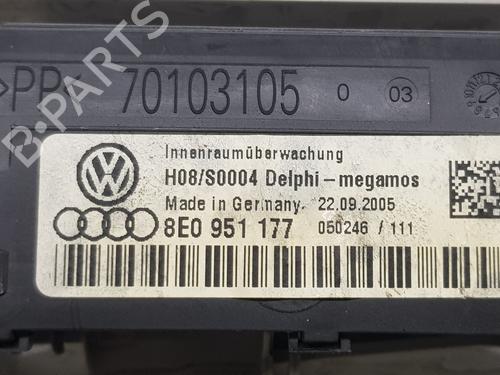 >PP< 70103105 0 03
B-PARTS
Innenraumüberwachung
H08/S0004 Delphi-megamos
Made in Germany. 22.09.2005
8E0 951 177 050246 / 111